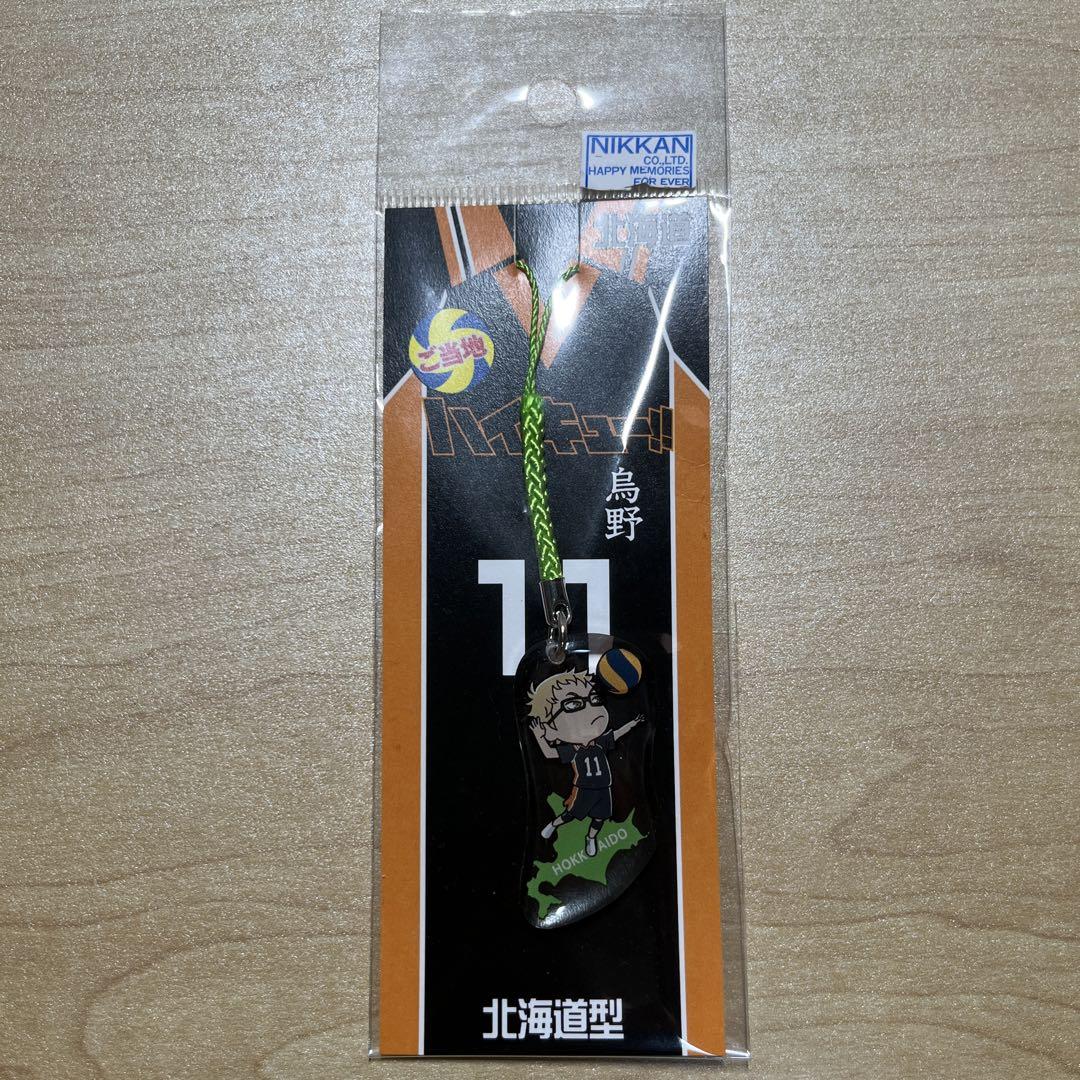 NIKKAN
CO.,LTD.
HAPPY MEMORIES
FOR EVER
北海道
ご当地
ハイキュー!!
烏野
11
11
HOKKAIDO
北海道型